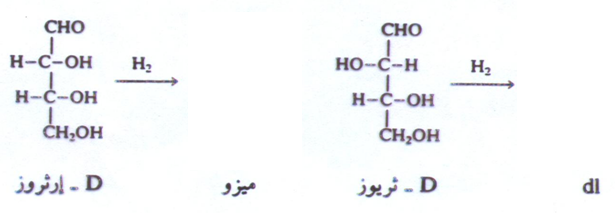 CHO
H–C–OH
H–C–OH
CH₂OH
H₂
CHO
HO–C–H
H–C–OH
CH₂OH
H₂
D ـ إرثروز
ميزو
D ـ ثريوز
dl